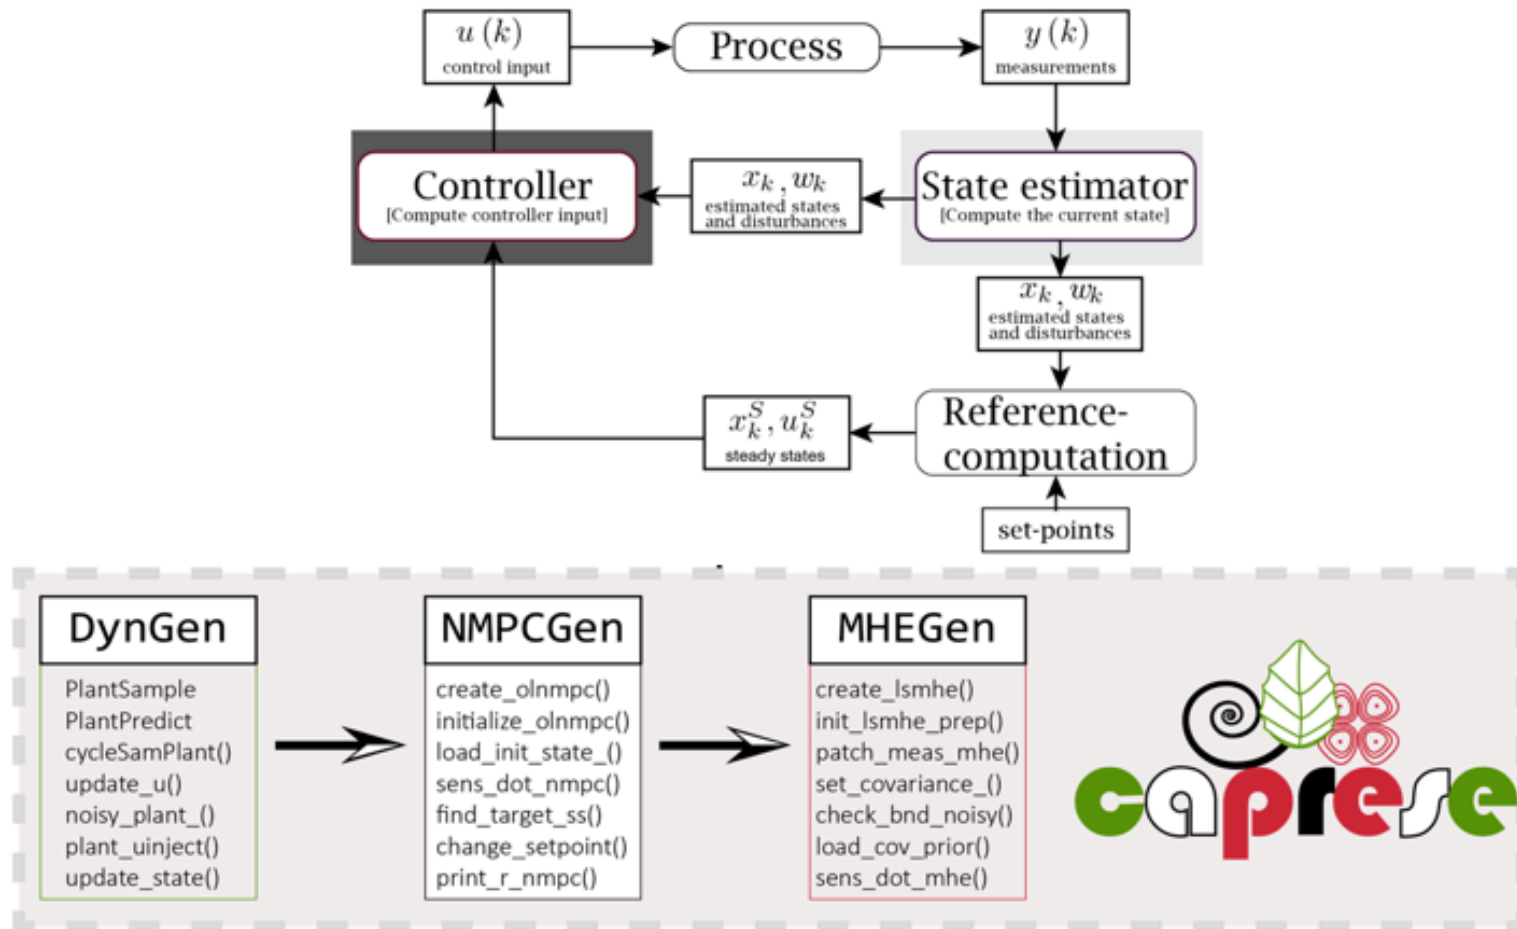 u (k)
control input
Process
y (k)
measurements
Controller
[Compute controller input]
x_k , w_k
estimated states
and disturbances
State estimator
[Compute the current state]
x_k , w_k
estimated states
and disturbances
x_k^S , u_k^S
steady states
Reference-
computation
set-points
DynGen
PlantSample
PlantPredict
cycleSamPlant()
update_u()
noisy_plant_()
plant_uinject()
update_state()
NMPCGen
create_olnmpc()
initialize_olnmpc()
load_init_state_()
sens_dot_nmpc()
find_target_ss()
change_setpoint()
print_r_nmpc()
MHEGen
create_lsmhe()
init_lsmhe_prep()
patch_meas_mhe()
set_covariance_()
check_bnd_noisy()
load_cov_prior()
sens_dot_mhe()
caprese